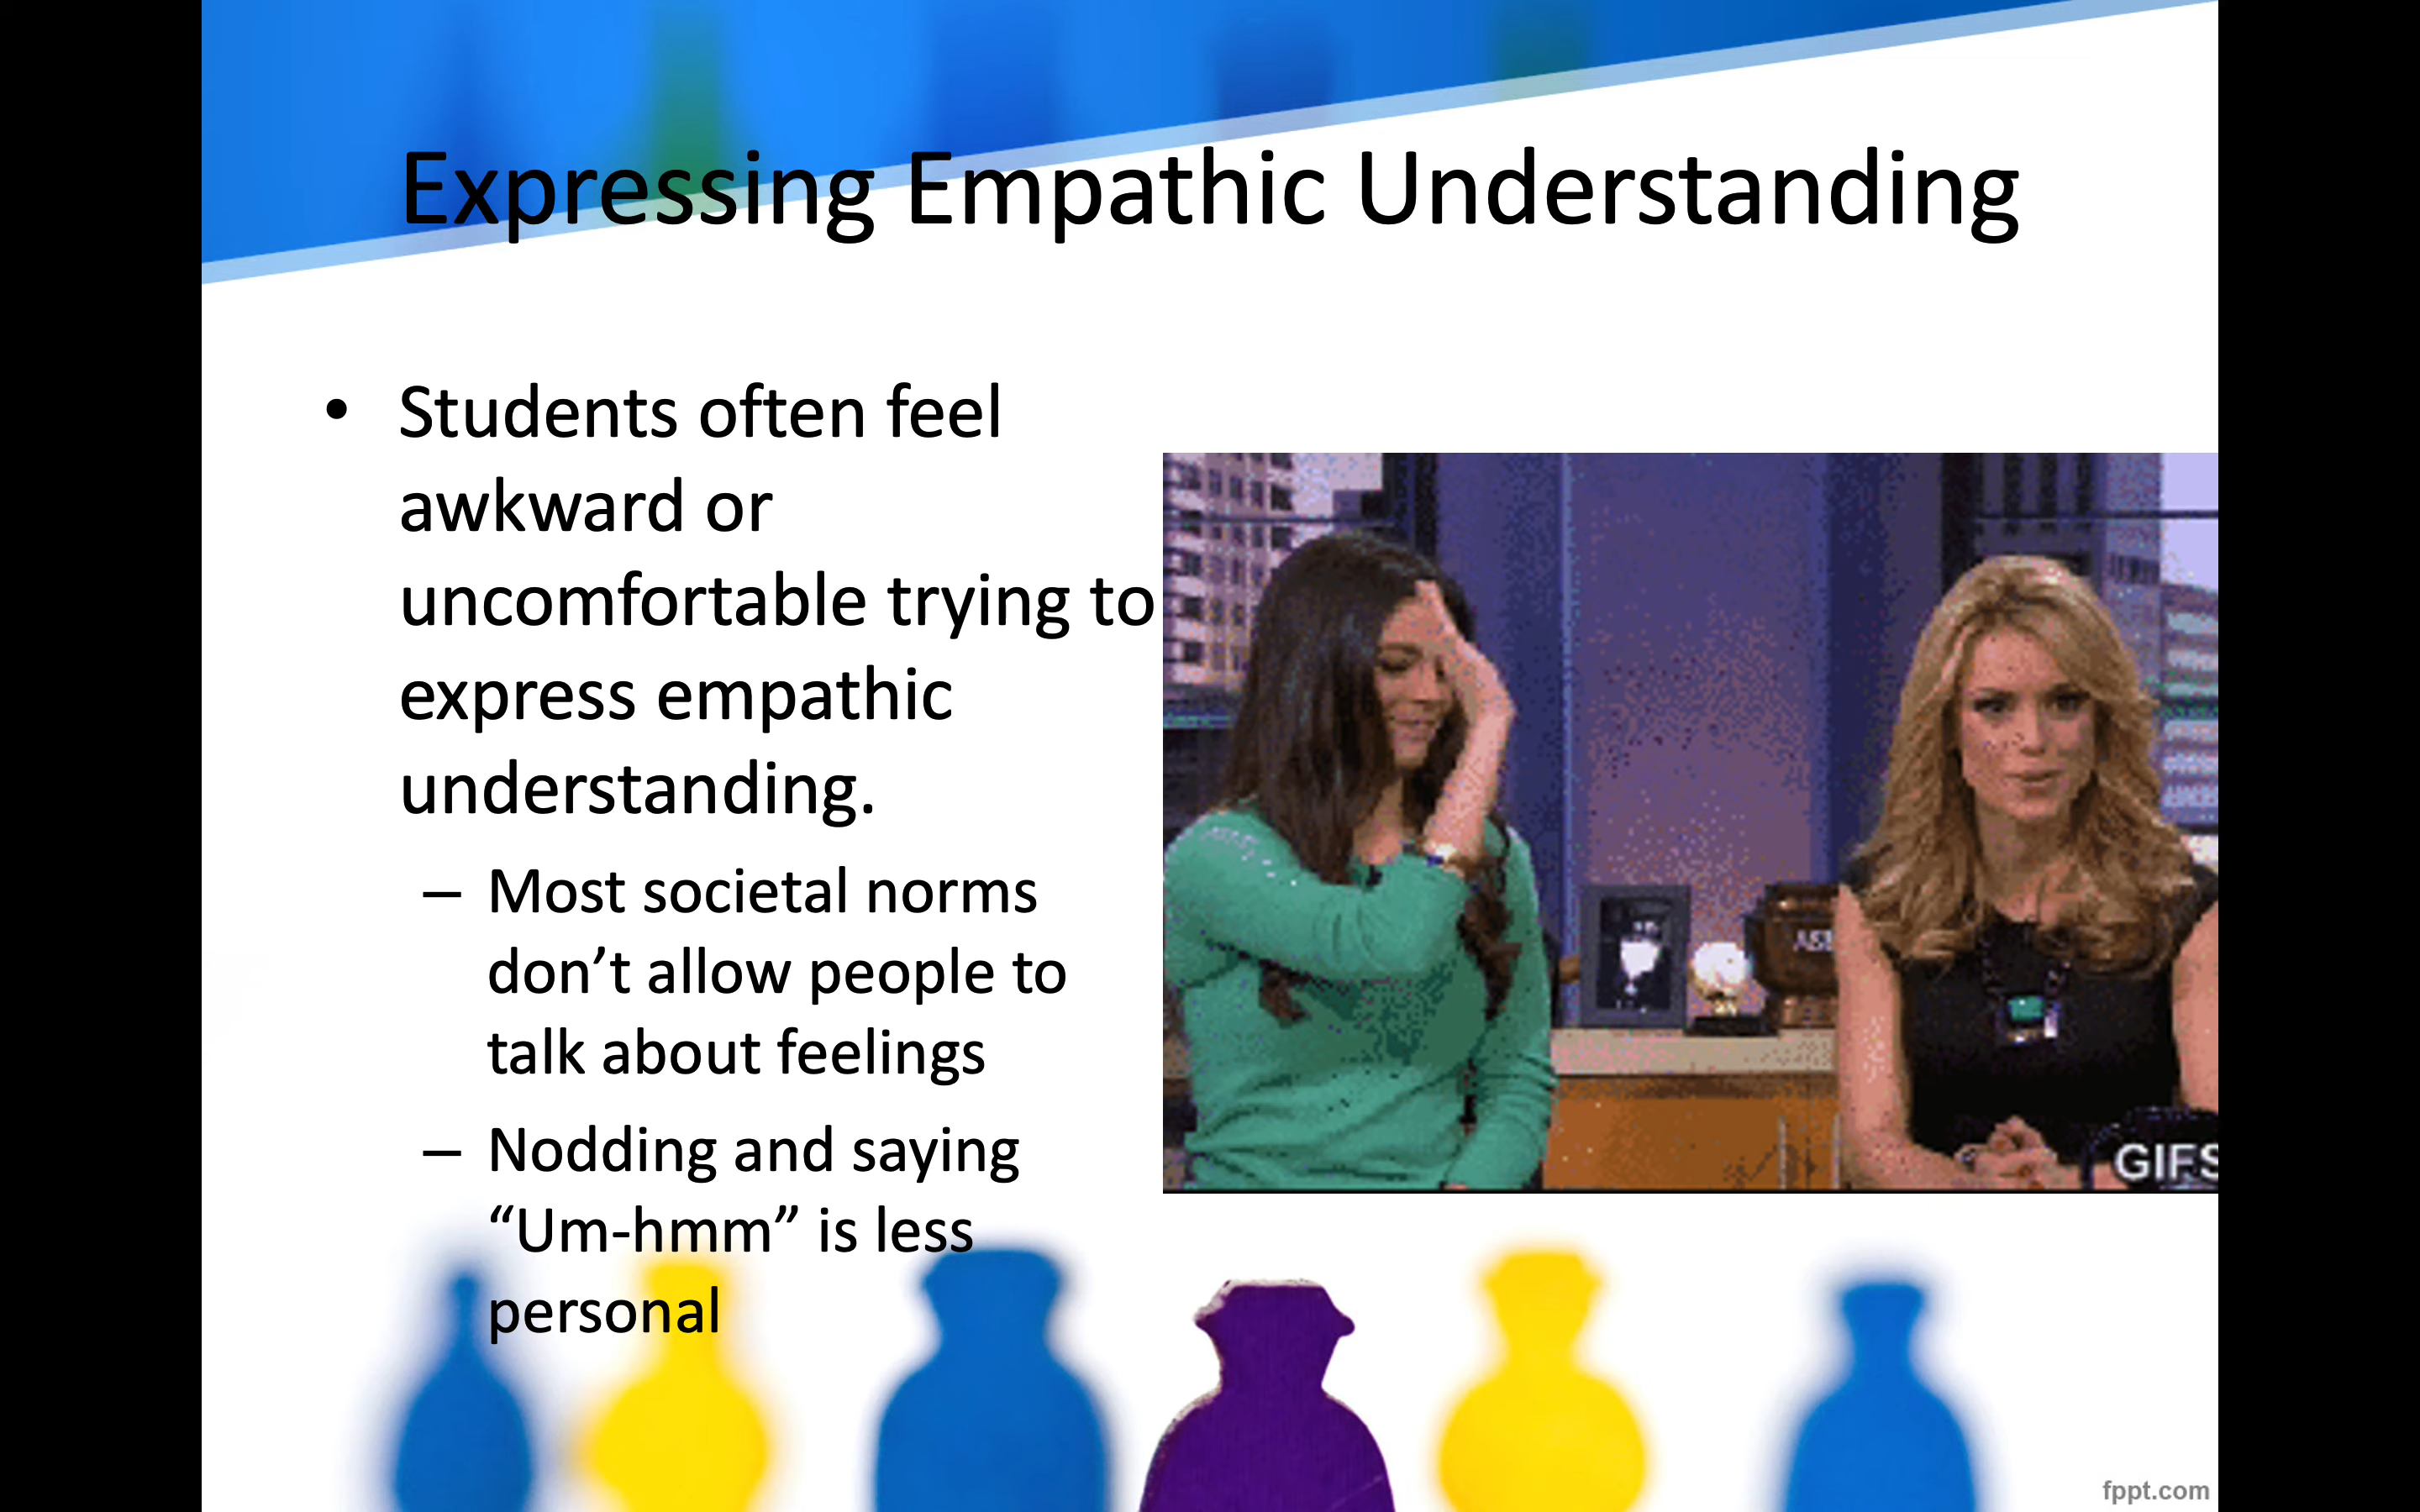 Expressing Empathic Understanding
• Students often feel
awkward or
uncomfortable trying to
express empathic
understanding.
– Most societal norms
don’t allow people to
talk about feelings
– Nodding and saying
“Um-hmm” is less
personal
GIFS
fppt.com